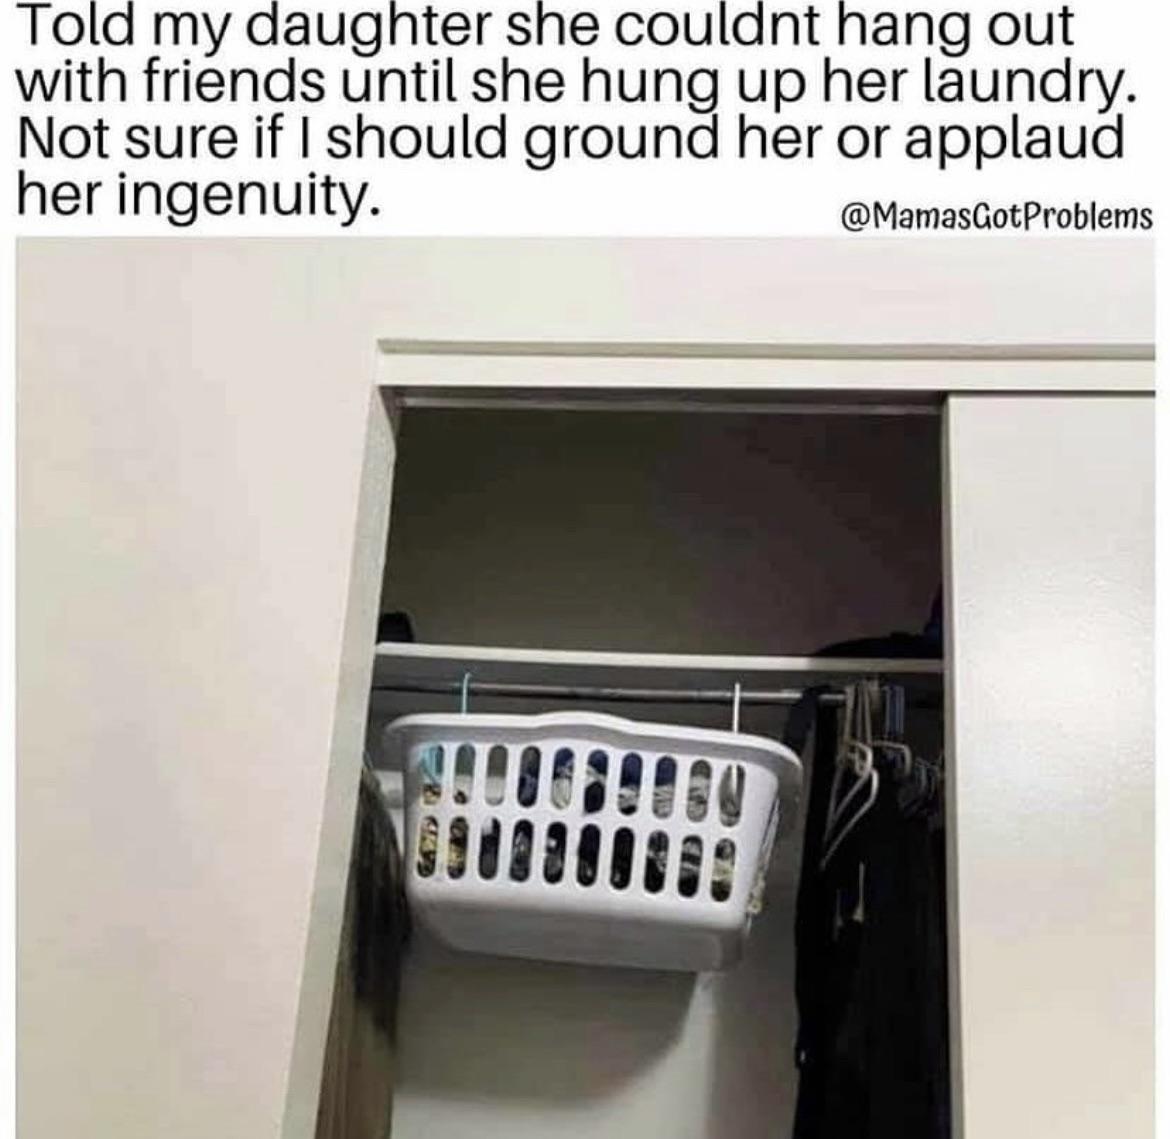 Told my daughter she couldnt hang out
with friends until she hung up her laundry.
Not sure if I should ground her or applaud
her ingenuity.
@MamasGotProblems